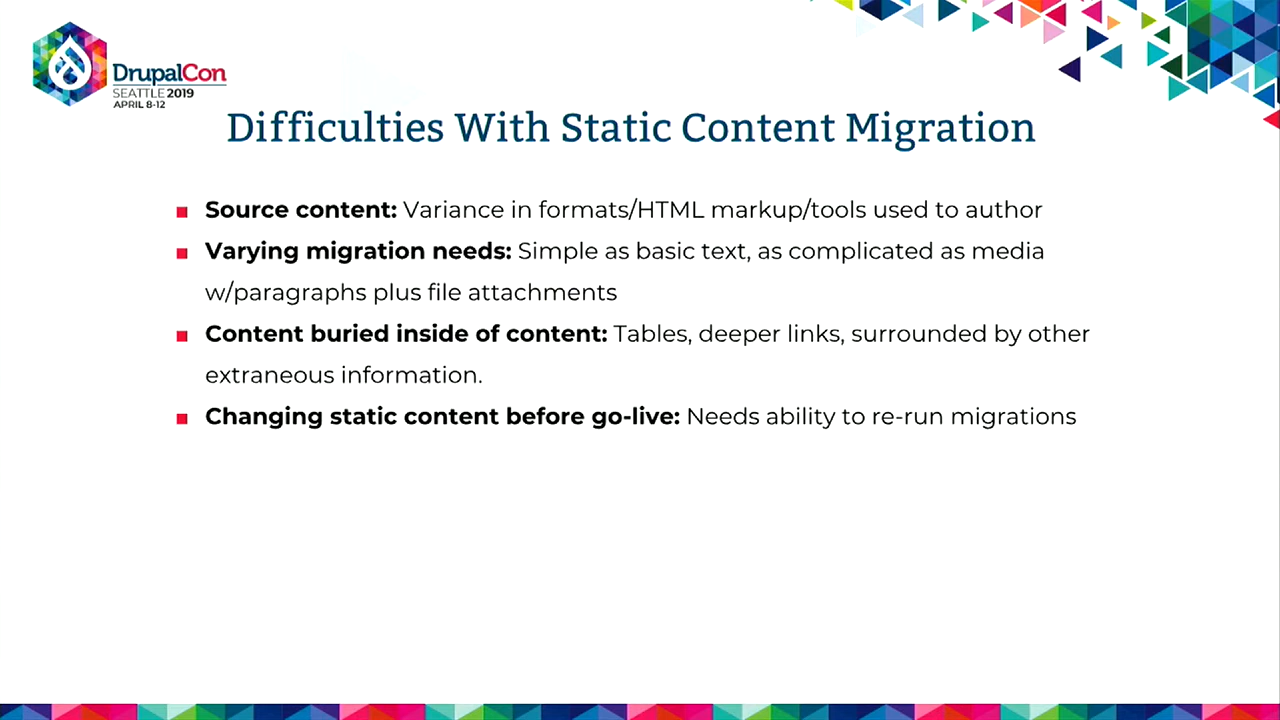 DrupalCon
SEATTLE 2019
APRIL 8-12
Difficulties With Static Content Migration
Source content: Variance in formats/HTML markup/tools used to author
Varying migration needs: Simple as basic text, as complicated as media
w/paragraphs plus file attachments
Content buried inside of content: Tables, deeper links, surrounded by other
extraneous information.
Changing static content before go-live: Needs ability to re-run migrations